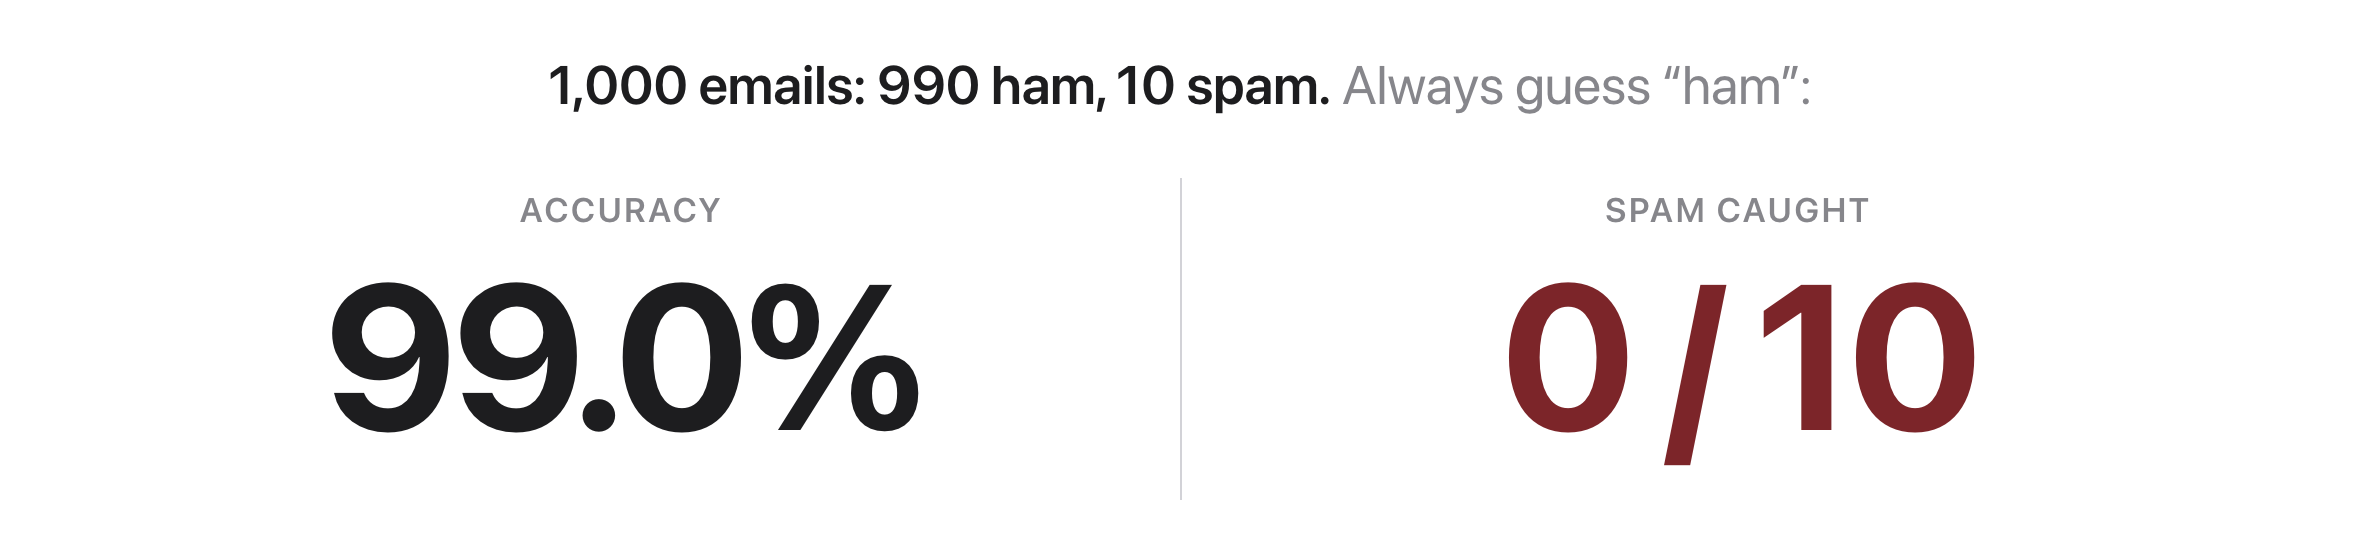 1,000 emails: 990 ham, 10 spam. Always guess “ham”:
ACCURACY
99.0%
SPAM CAUGHT
0 / 10